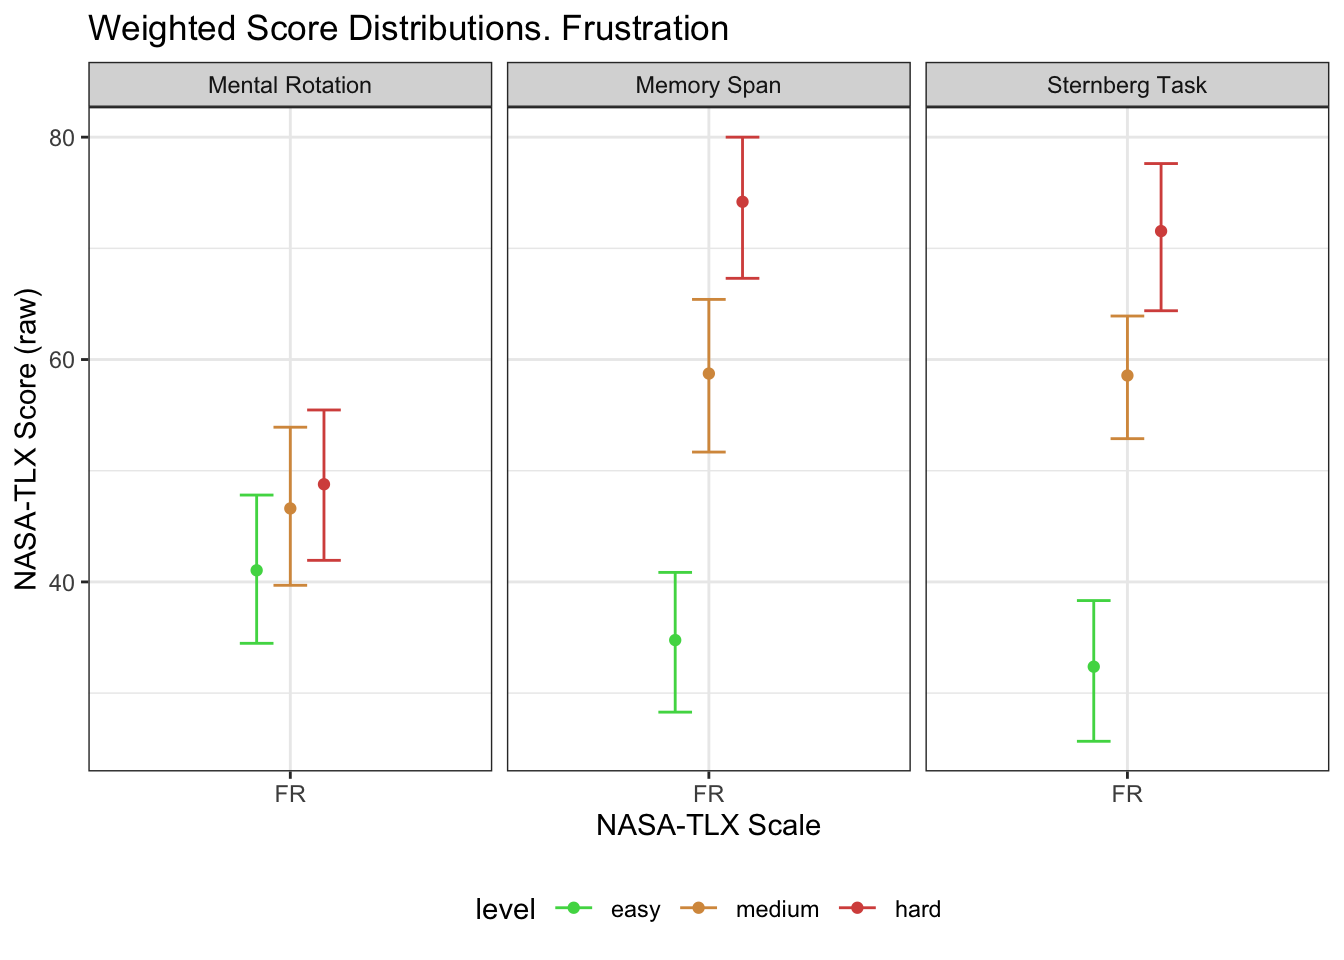 Weighted Score Distributions. Frustration
Mental Rotation
Memory Span
Sternberg Task
NASA-TLX Score (raw)
80
60
40
FR
FR
FR
NASA-TLX Scale
level easy medium hard